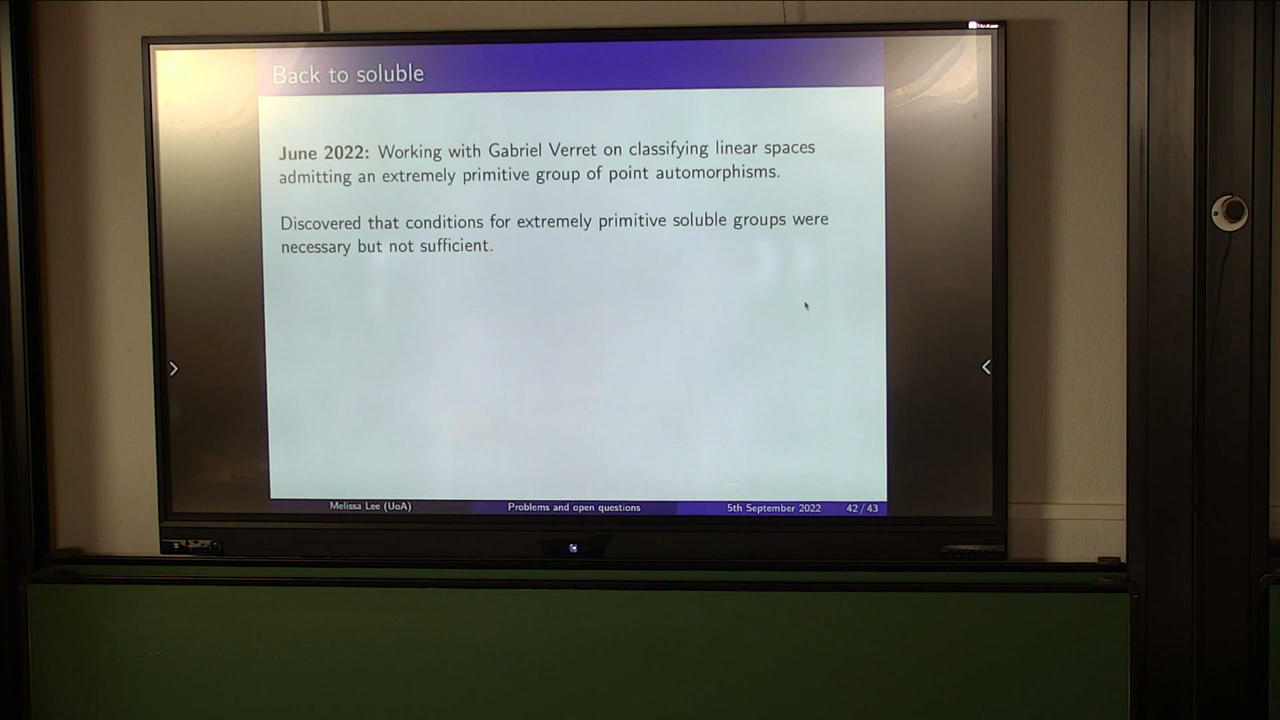 Back to soluble
June 2022: Working with Gabriel Verret on classifying linear spaces
admitting an extremely primitive group of point automorphisms.
Discovered that conditions for extremely primitive soluble groups were
necessary but not sufficient.
Melissa Lee (UoA) Problems and open questions 5th September 2022 42 / 43